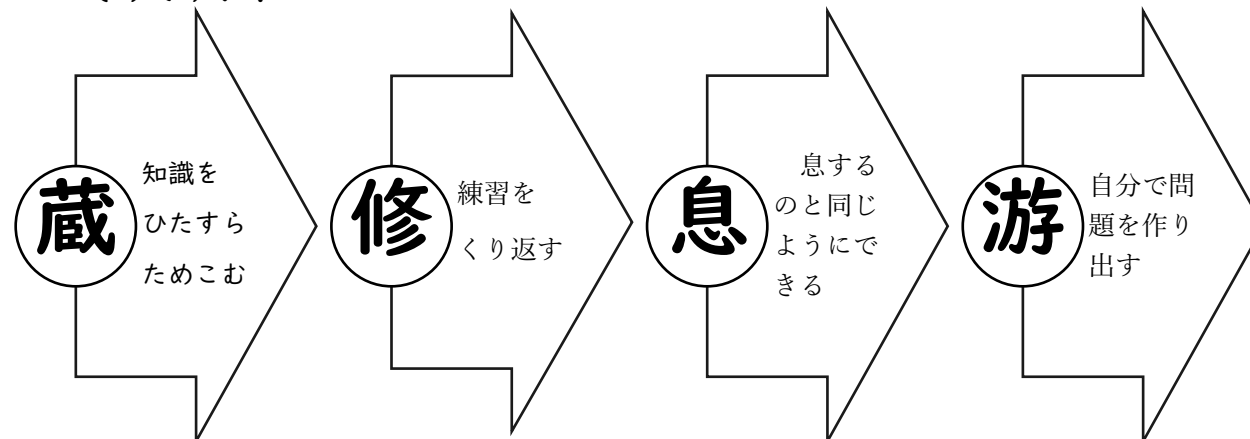 蔵
知識を
ひたすら
ためこむ
修
練習を
くり返す
息
息する
のと同じ
ようにで
きる
游
自分で問
題を作り
出す